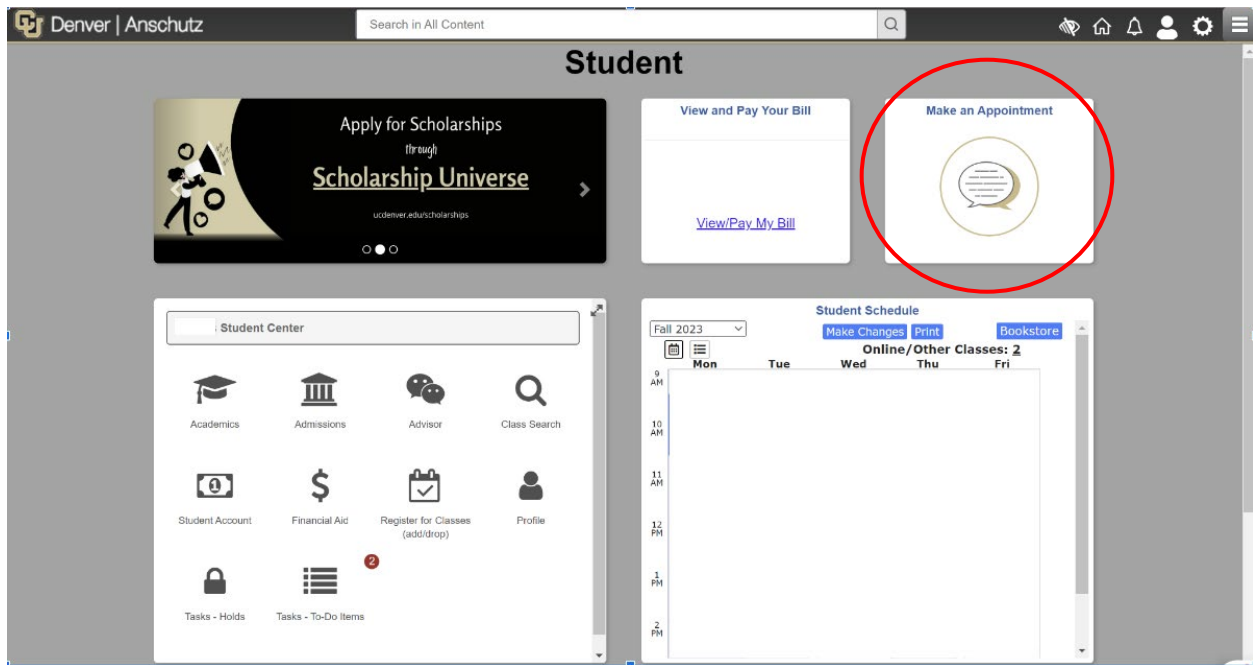 Denver | Anschutz
Search in All Content
Student
Apply for Scholarships
through
Scholarship Universe
ucdenver.edu/scholarships
View and Pay Your Bill
View/Pay My Bill
Make an Appointment
Student Center
Academics
Admissions
Advisor
Class Search
Student Account
Financial Aid
Register for Classes
(add/drop)
Profile
2
Tasks - Holds
Tasks - To-Do Items
Student Schedule
Fall 2023
Make Changes
Print
Bookstore
Online/Other Classes: 2
Mon Tue Wed Thu Fri
9
AM
10
AM
11
AM
12
PM
1
PM
2
PM